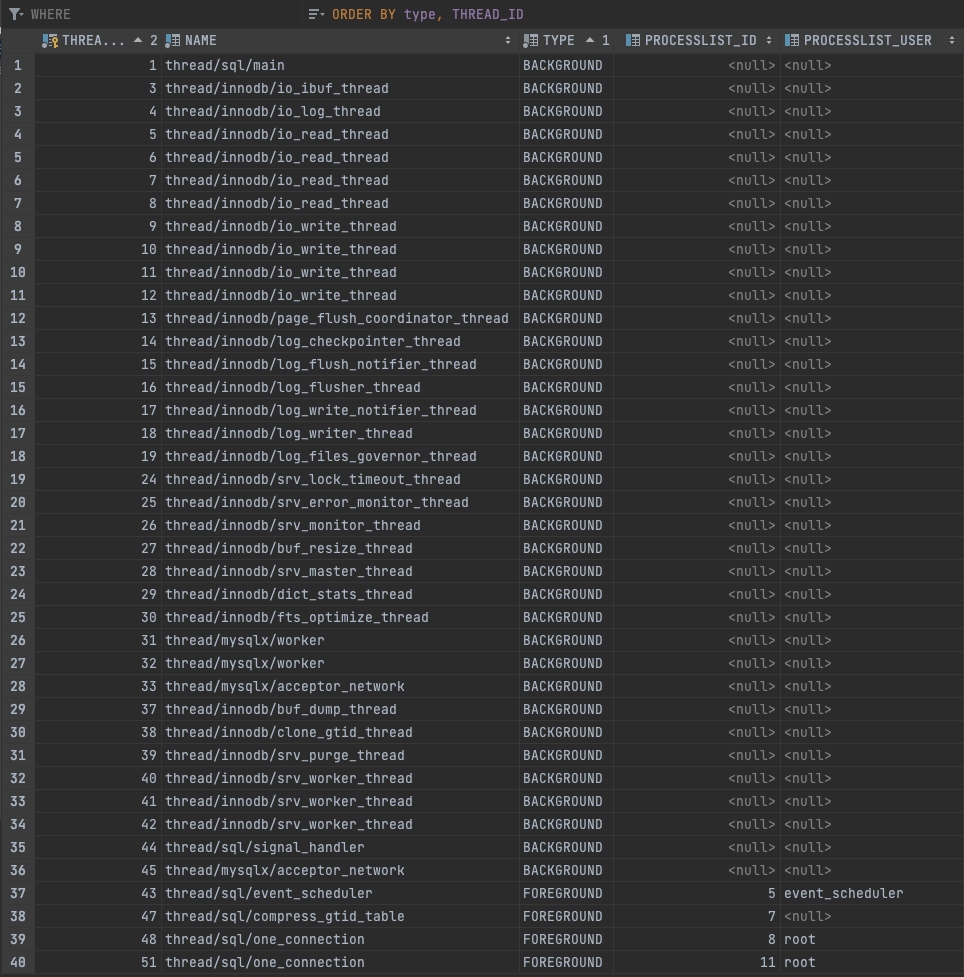 WHERE ORDER BY type, THREAD_ID
THREA... 2 NAME TYPE 1 PROCESSLIST_ID PROCESSLIST_USER
1 1 thread/sql/main BACKGROUND <null> <null>
2 3 thread/innodb/io_ibuf_thread BACKGROUND <null> <null>
3 4 thread/innodb/io_log_thread BACKGROUND <null> <null>
4 5 thread/innodb/io_read_thread BACKGROUND <null> <null>
5 6 thread/innodb/io_read_thread BACKGROUND <null> <null>
6 7 thread/innodb/io_read_thread BACKGROUND <null> <null>
7 8 thread/innodb/io_read_thread BACKGROUND <null> <null>
8 9 thread/innodb/io_write_thread BACKGROUND <null> <null>
9 10 thread/innodb/io_write_thread BACKGROUND <null> <null>
10 11 thread/innodb/io_write_thread BACKGROUND <null> <null>
11 12 thread/innodb/io_write_thread BACKGROUND <null> <null>
12 13 thread/innodb/page_flush_coordinator_thread BACKGROUND <null> <null>
13 14 thread/innodb/log_checkpointer_thread BACKGROUND <null> <null>
14 15 thread/innodb/log_flush_notifier_thread BACKGROUND <null> <null>
15 16 thread/innodb/log_flusher_thread BACKGROUND <null> <null>
16 17 thread/innodb/log_write_notifier_thread BACKGROUND <null> <null>
17 18 thread/innodb/log_writer_thread BACKGROUND <null> <null>
18 19 thread/innodb/log_files_governor_thread BACKGROUND <null> <null>
19 24 thread/innodb/srv_lock_timeout_thread BACKGROUND <null> <null>
20 25 thread/innodb/srv_error_monitor_thread BACKGROUND <null> <null>
21 26 thread/innodb/srv_monitor_thread BACKGROUND <null> <null>
22 27 thread/innodb/buf_resize_thread BACKGROUND <null> <null>
23 28 thread/innodb/srv_master_thread BACKGROUND <null> <null>
24 29 thread/innodb/dict_stats_thread BACKGROUND <null> <null>
25 30 thread/innodb/fts_optimize_thread BACKGROUND <null> <null>
26 31 thread/mysqlx/worker BACKGROUND <null> <null>
27 32 thread/mysqlx/worker BACKGROUND <null> <null>
28 33 thread/mysqlx/acceptor_network BACKGROUND <null> <null>
29 37 thread/innodb/buf_dump_thread BACKGROUND <null> <null>
30 38 thread/innodb/clone_gtid_thread BACKGROUND <null> <null>
31 39 thread/innodb/srv_purge_thread BACKGROUND <null> <null>
32 40 thread/innodb/srv_worker_thread BACKGROUND <null> <null>
33 41 thread/innodb/srv_worker_thread BACKGROUND <null> <null>
34 42 thread/innodb/srv_worker_thread BACKGROUND <null> <null>
35 44 thread/sql/signal_handler BACKGROUND <null> <null>
36 45 thread/mysqlx/acceptor_network BACKGROUND <null> <null>
37 43 thread/sql/event_scheduler FOREGROUND 5 event_scheduler
38 47 thread/sql/compress_gtid_table FOREGROUND 7 <null>
39 48 thread/sql/one_connection FOREGROUND 8 root
40 51 thread/sql/one_connection FOREGROUND 11 root